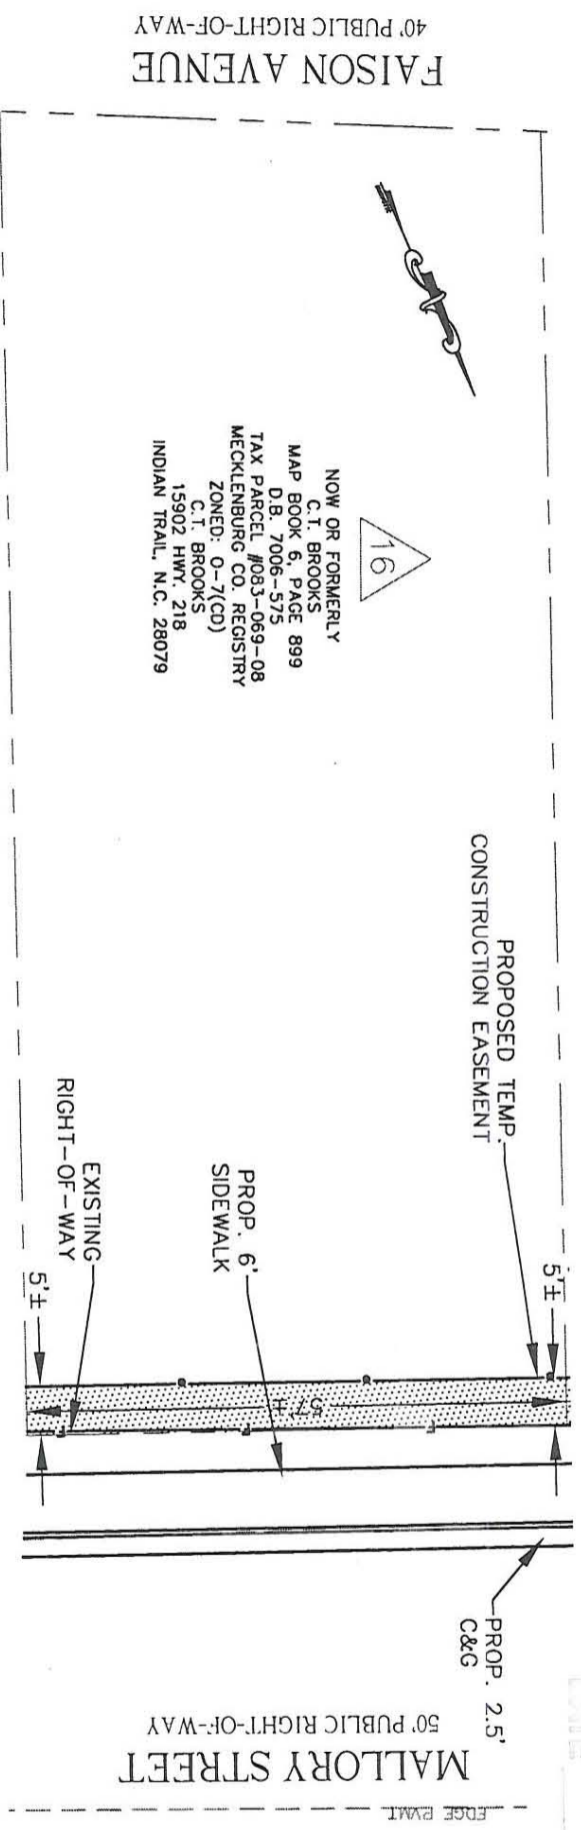 40' PUBLIC RIGHT-OF-WAY
FAISON AVENUE
16
NOW OR FORMERLY
C.T. BROOKS
MAP BOOK 6, PAGE 899
D.B. 7006-575
TAX PARCEL #083-069-08
MECKLENBURG CO. REGISTRY
ZONED: O-7(CD)
C.T. BROOKS
15902 HWY. 218
INDIAN TRAIL, N.C. 28079
PROPOSED TEMP.
CONSTRUCTION EASEMENT
5'±
PROP. 6'
SIDEWALK
EXISTING
RIGHT-OF-WAY
5'±
57'±
F
F
F
PROP. 2.5'
C&G
50' PUBLIC RIGHT-OF-WAY
MALLORY STREET
EDGE PVMT